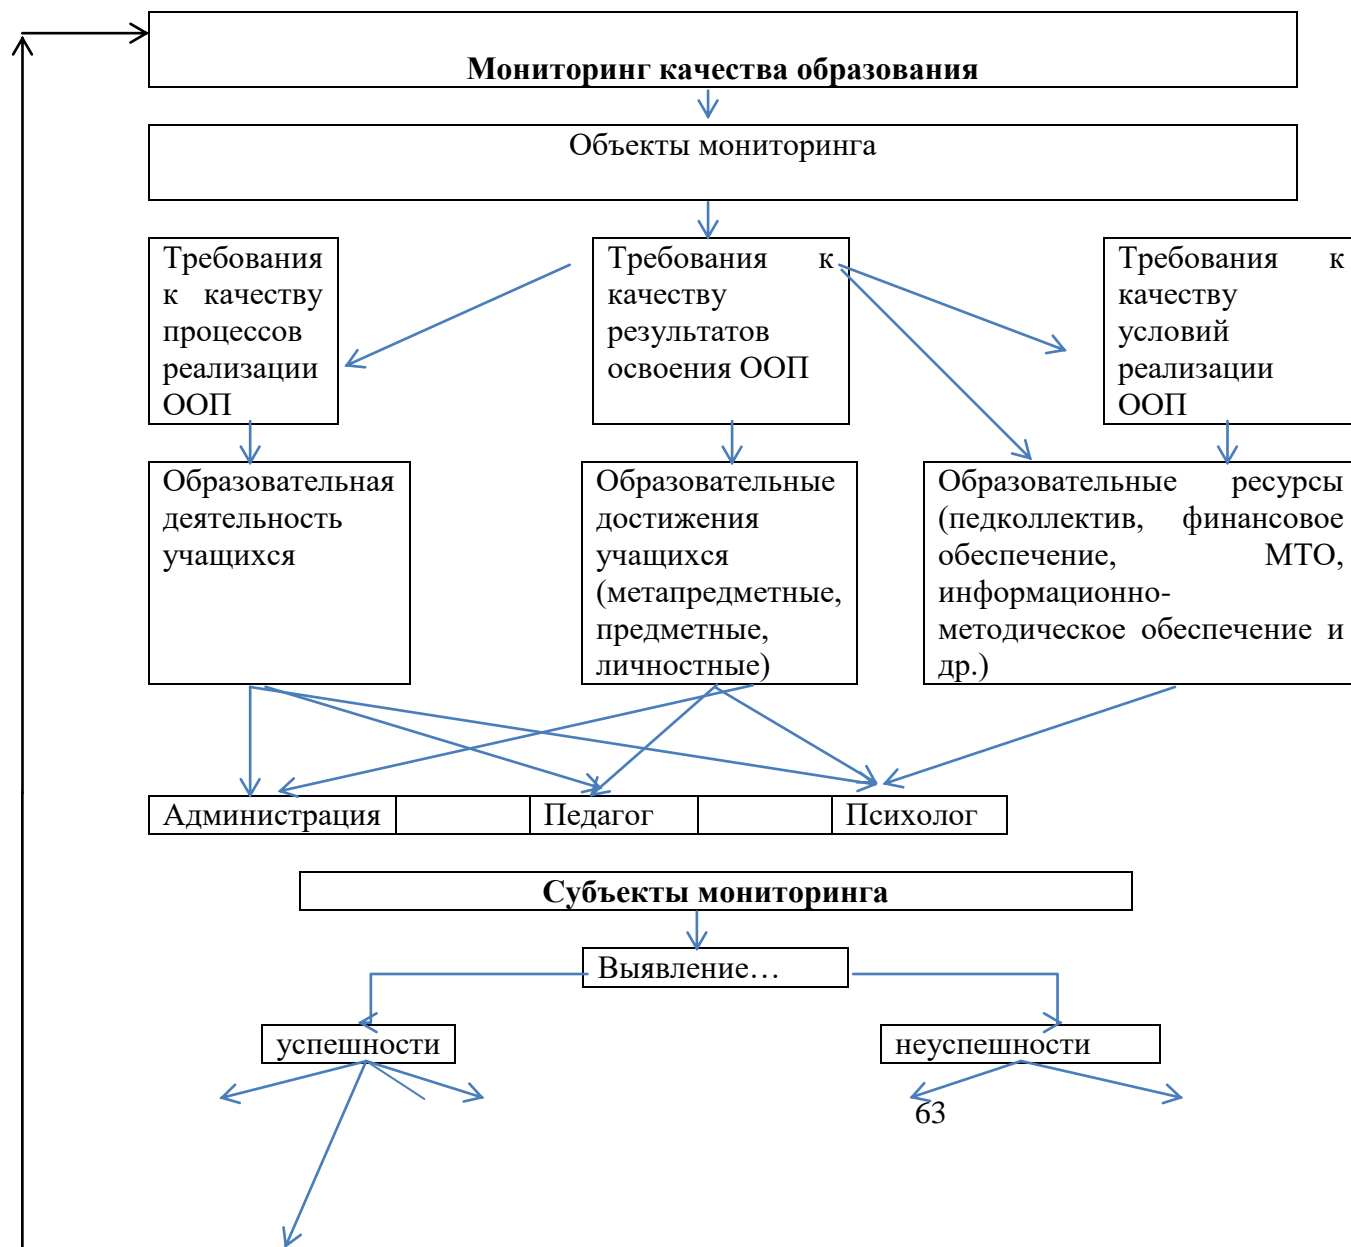 Мониторинг качества образования
Объекты мониторинга
Требования
к качеству
процессов
реализации
ООП
Требования к
качеству
результатов
освоения ООП
Требования к
качеству
условий
реализации
ООП
Образовательная
деятельность
учащихся
Образовательные
достижения
учащихся
(метапредметные,
предметные,
личностные)
Образовательные ресурсы
(педколлектив, финансовое
обеспечение, МТО,
информационно-
методическое обеспечение и
др.)
Администрация
Педагог
Психолог
Субъекты мониторинга
Выявление…
успешности
неуспешности
63